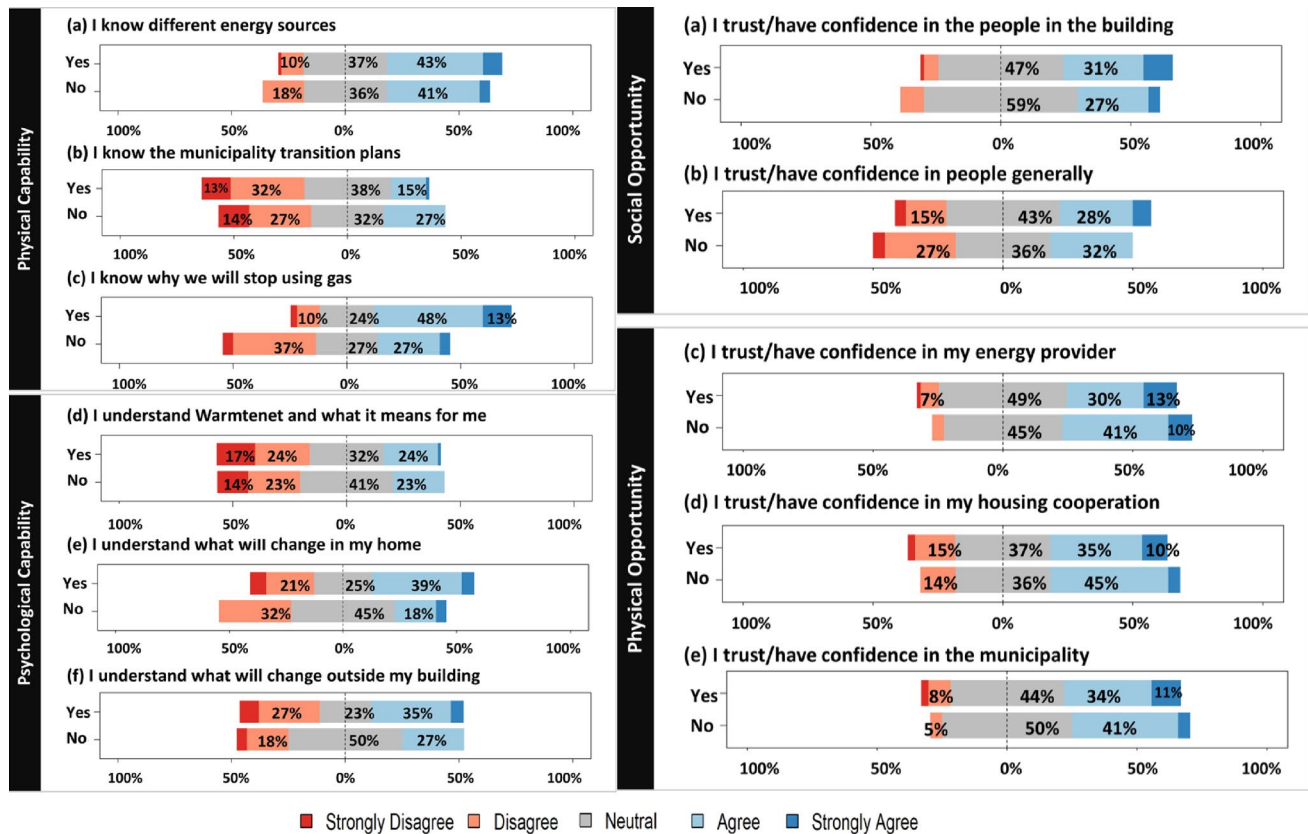 Physical Capability
(a) I know different energy sources
Yes 10% 37% 43%
No 18% 36% 41%
100% 50% 0% 50% 100%
(b) I know the municipality transition plans
Yes 13% 32% 38% 15%
No 14% 27% 32% 27%
100% 50% 0% 50% 100%
(c) I know why we will stop using gas
Yes 10% 24% 48% 13%
No 37% 27% 27%
100% 50% 0% 50% 100%
Psychological Capability
(d) I understand Warmtenet and what it means for me
Yes 17% 24% 32% 24%
No 14% 23% 41% 23%
100% 50% 0% 50% 100%
(e) I understand what will change in my home
Yes 21% 25% 39%
No 32% 45% 18%
100% 50% 0% 50% 100%
(f) I understand what will change outside my building
Yes 27% 23% 35%
No 18% 50% 27%
100% 50% 0% 50% 100%
Social Opportunity
(a) I trust/have confidence in the people in the building
Yes 47% 31%
No 59% 27%
100% 50% 0% 50% 100%
(b) I trust/have confidence in people generally
Yes 15% 43% 28%
No 27% 36% 32%
100% 50% 0% 50% 100%
Physical Opportunity
(c) I trust/have confidence in my energy provider
Yes 7% 49% 30% 13%
No 45% 41% 10%
100% 50% 0% 50% 100%
(d) I trust/have confidence in my housing cooperation
Yes 15% 37% 35% 10%
No 14% 36% 45%
100% 50% 0% 50% 100%
(e) I trust/have confidence in the municipality
Yes 8% 44% 34% 11%
No 5% 50% 41%
100% 50% 0% 50% 100%
Strongly Disagree Disagree Neutral Agree Strongly Agree